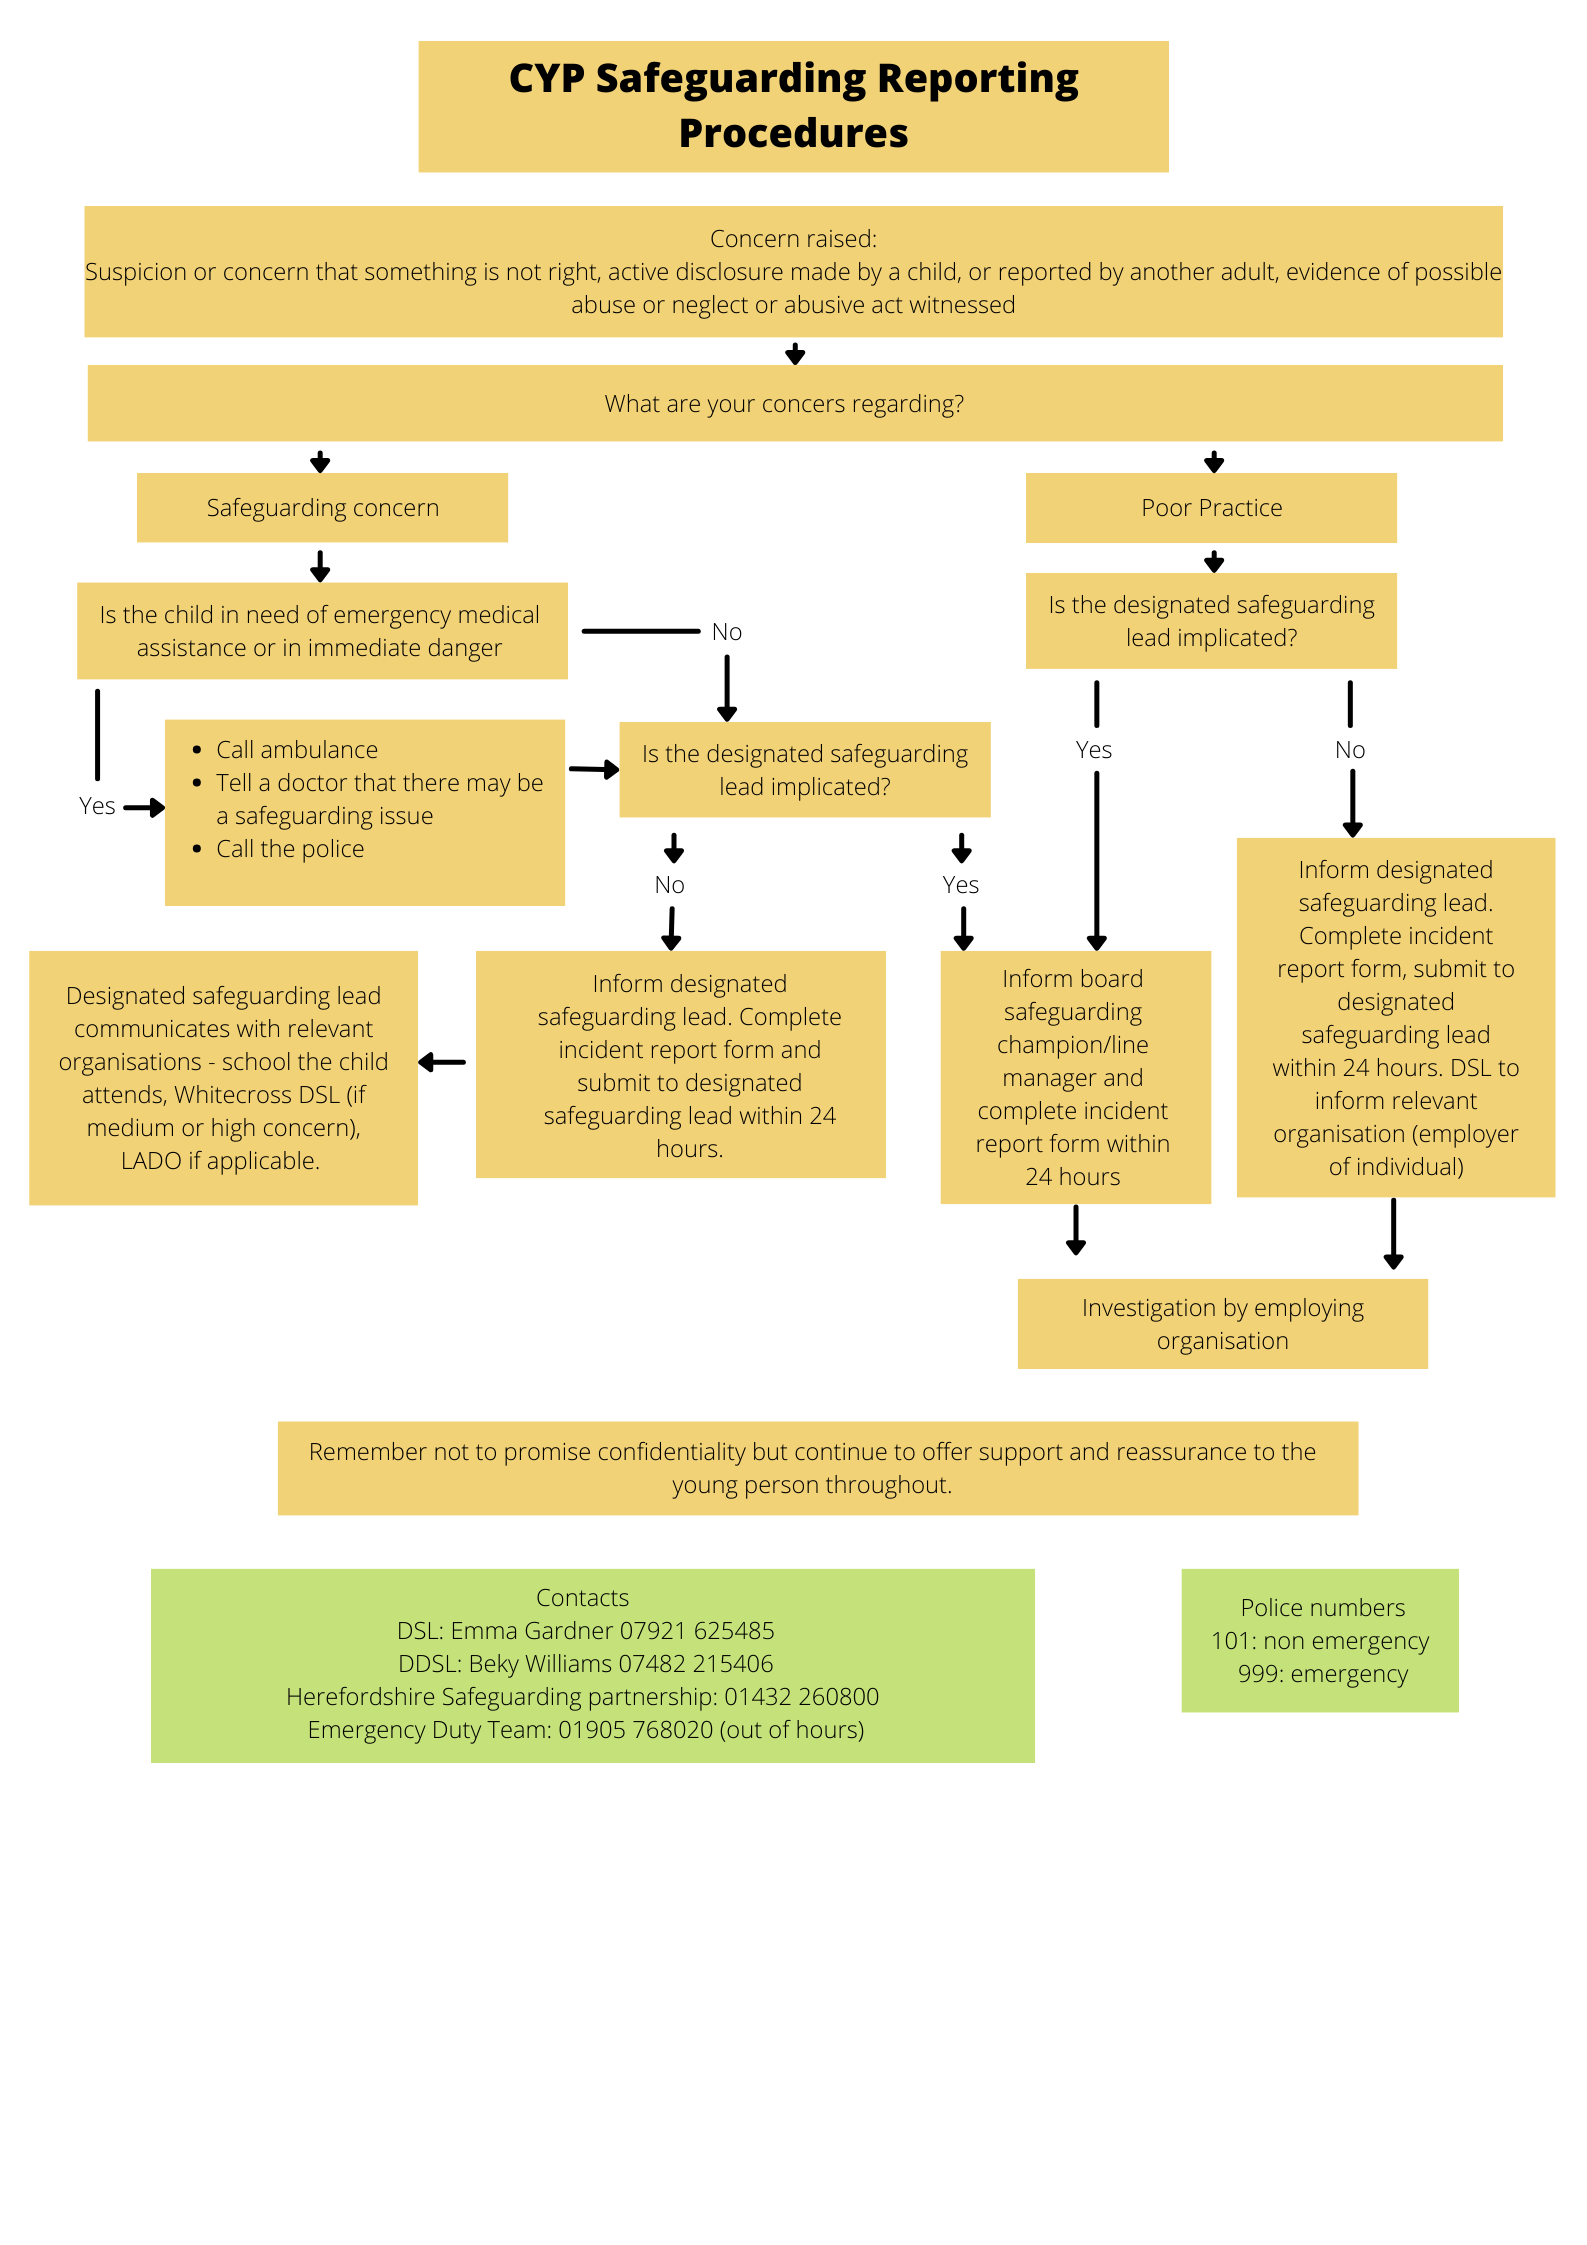 CYP Safeguarding Reporting
Procedures
Concern raised:
Suspicion or concern that something is not right, active disclosure made by a child, or reported by another adult, evidence of possible
abuse or neglect or abusive act witnessed
What are your concers regarding?
Safeguarding concern
Poor Practice
Is the child in need of emergency medical
assistance or in immediate danger
No
Is the designated safeguarding
lead implicated?
Yes
• Call ambulance
• Tell a doctor that there may be
a safeguarding issue
• Call the police
Is the designated safeguarding
lead implicated?
No
Yes
Yes
No
Designated safeguarding lead
communicates with relevant
organisations - school the child
attends, Whitecross DSL (if
medium or high concern),
LADO if applicable.
Inform designated
safeguarding lead. Complete
incident report form and
submit to designated
safeguarding lead within 24
hours.
Inform board
safeguarding
champion/line
manager and
complete incident
report form within
24 hours
Inform designated
safeguarding lead.
Complete incident
report form, submit to
designated
safeguarding lead
within 24 hours. DSL to
inform relevant
organisation (employer
of individual)
Investigation by employing
organisation
Remember not to promise confidentiality but continue to offer support and reassurance to the
young person throughout.
Contacts
DSL: Emma Gardner 07921 625485
DDSL: Beky Williams 07482 215406
Herefordshire Safeguarding partnership: 01432 260800
Emergency Duty Team: 01905 768020 (out of hours)
Police numbers
101: non emergency
999: emergency